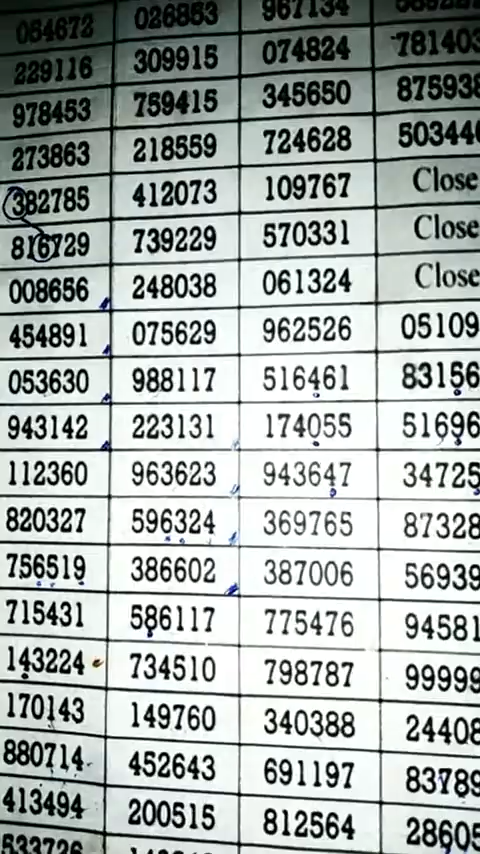 084672 026853 967134
229116 309915 074824 781403
978453 759415 345650 875938
273863 218559 724628 50344
382785 412073 109767 Close
816729 739229 570331 Close
008656 248038 061324 Close
454891 075629 962526 05109
053630 988117 516461 83156
943142 223131 174055 51696
112360 963623 943647 34725
820327 596324 369765 87328
756519 386602 387006 56939
715431 586117 775476 94581
143224 734510 798787 99999
170143 149760 340388 24408
880714 452643 691197 83789
413494 200515 812564 28605
533726